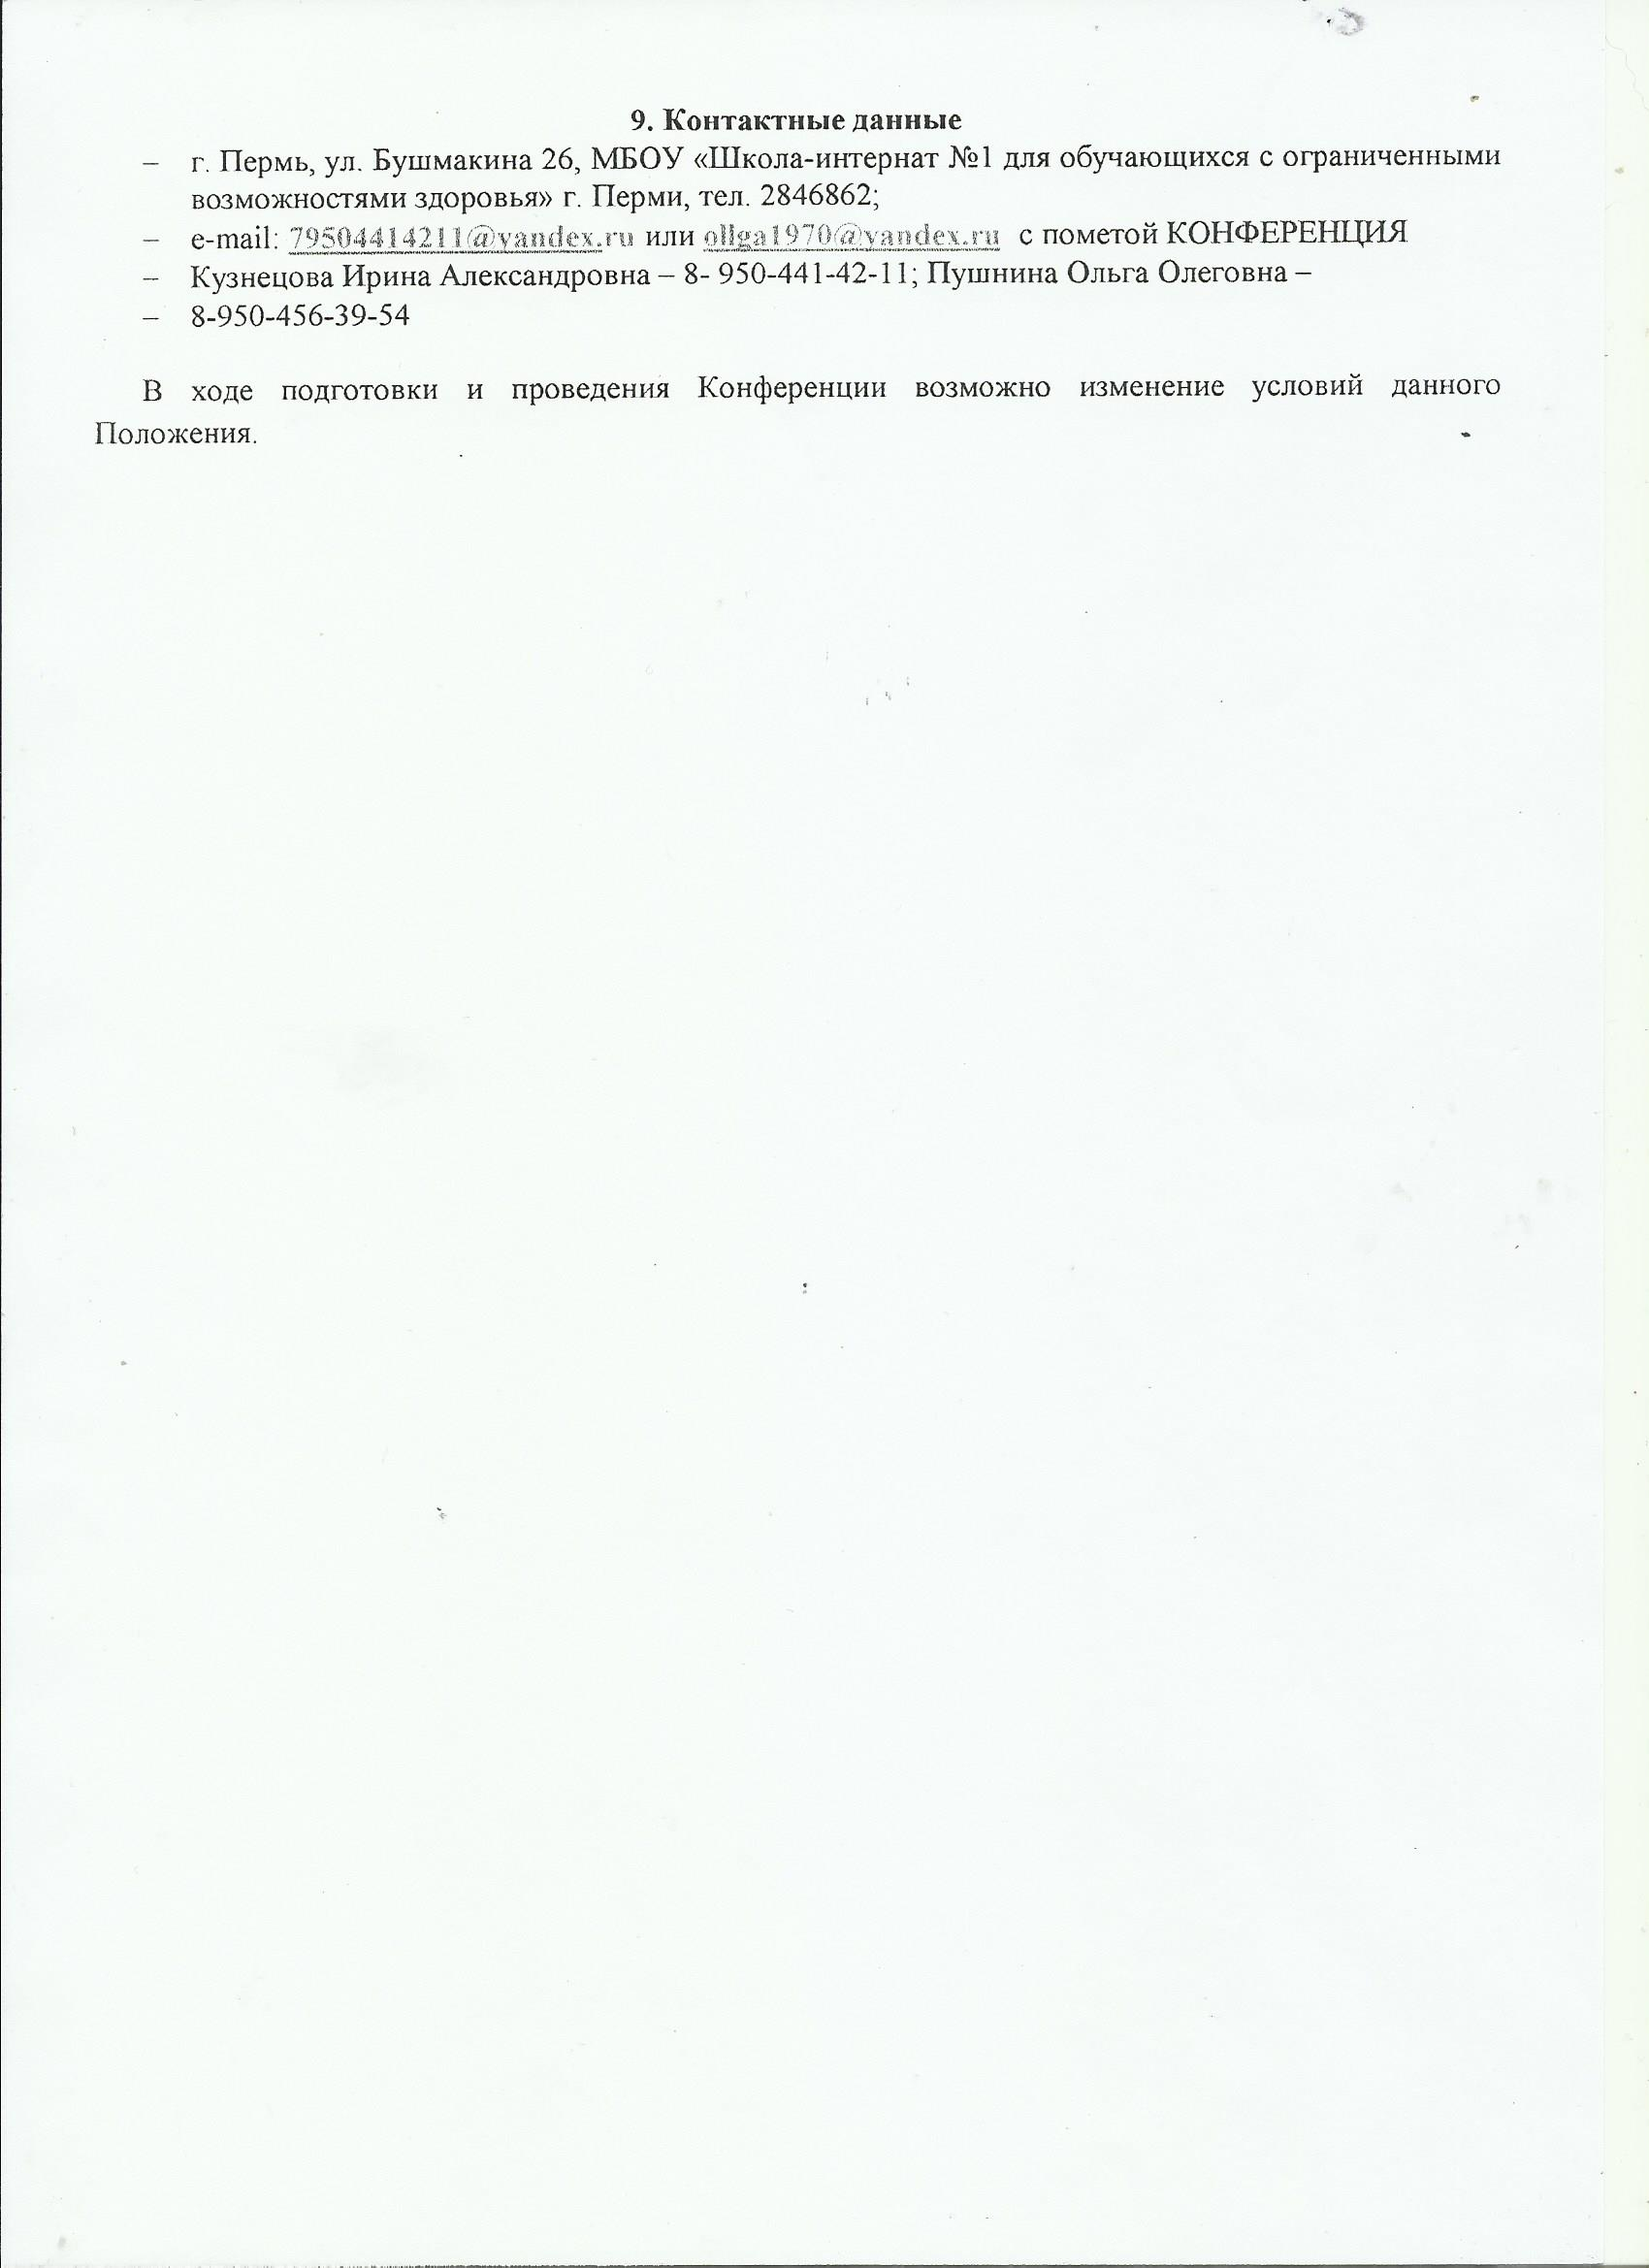 9. Контактные данные
– г. Пермь, ул. Бушмакина 26, МБОУ «Школа-интернат №1 для обучающихся с ограниченными
возможностями здоровья» г. Перми, тел. 2846862;
– e-mail: 79504414211@yandex.ru или ollga1970@yandex.ru с пометой КОНФЕРЕНЦИЯ
– Кузнецова Ирина Александровна – 8- 950-441-42-11; Пушнина Ольга Олеговна –
– 8-950-456-39-54
В ходе подготовки и проведения Конференции возможно изменение условий данного
Положения.